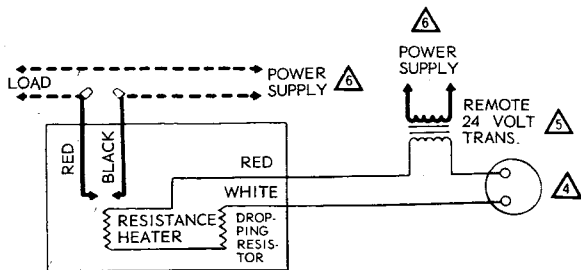 6
POWER
SUPPLY
LOAD
POWER
SUPPLY 6
REMOTE
24 VOLT
TRANS. 5
RED
BLACK
RED
WHITE
4
RESISTANCE
HEATER
DROP-
PING
RESIS-
TOR